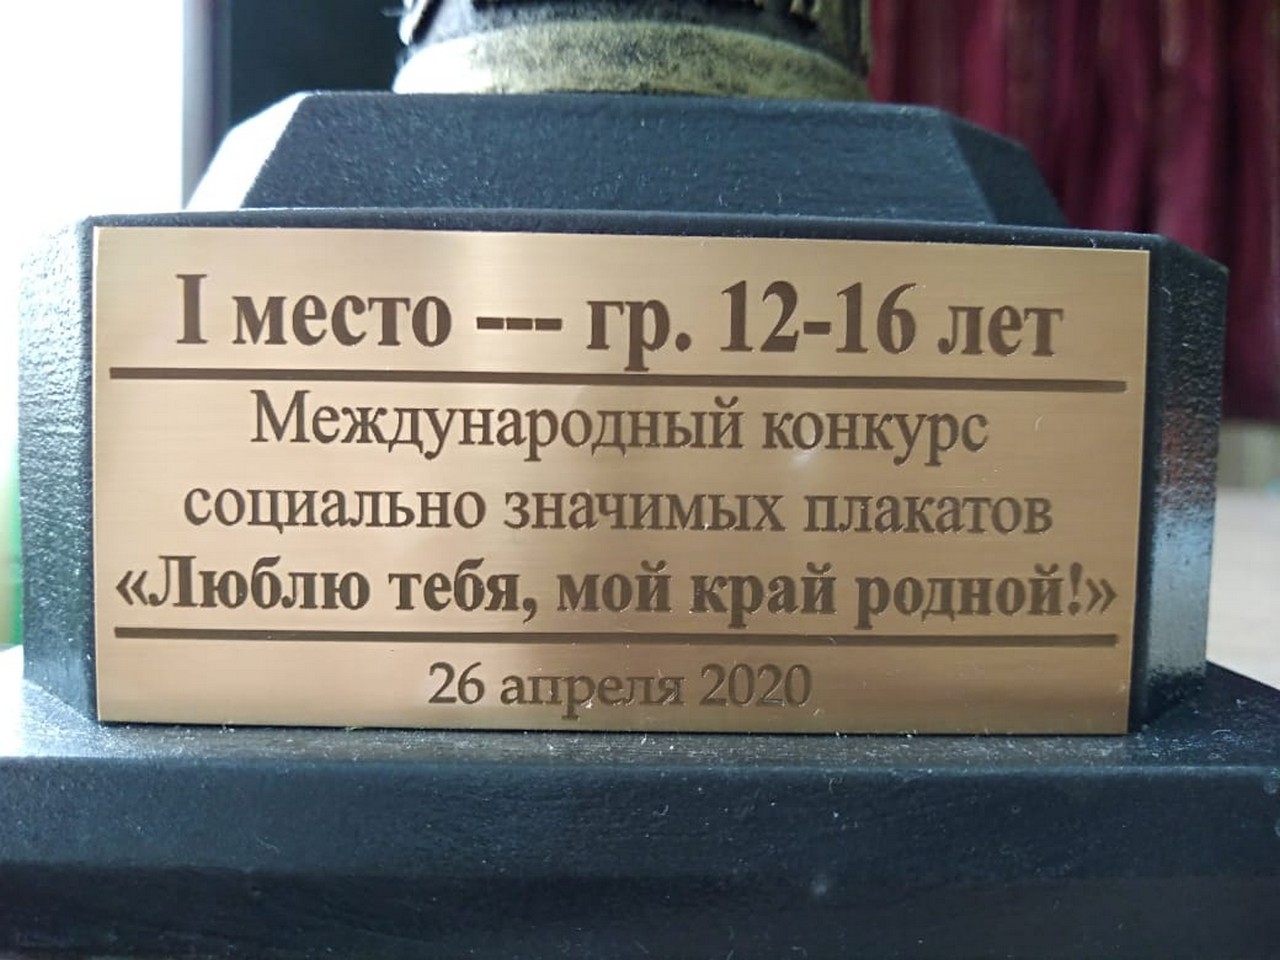 I место --- гр. 12-16 лет
Международный конкурс
социально значимых плакатов
«Люблю тебя, мой край родной!»
26 апреля 2020